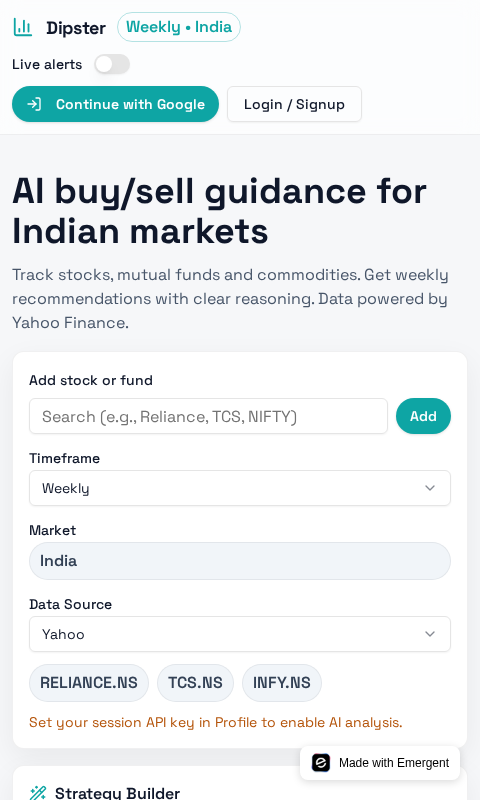 Dipster
Weekly • India
Live alerts
Continue with Google
Login / Signup
AI buy/sell guidance for
Indian markets
Track stocks, mutual funds and commodities. Get weekly
recommendations with clear reasoning. Data powered by
Yahoo Finance.
Add stock or fund
Search (e.g., Reliance, TCS, NIFTY)
Add
Timeframe
Weekly
Market
India
Data Source
Yahoo
RELIANCE.NS
TCS.NS
INFY.NS
Set your session API key in Profile to enable AI analysis.
Made with Emergent
Strategy Builder